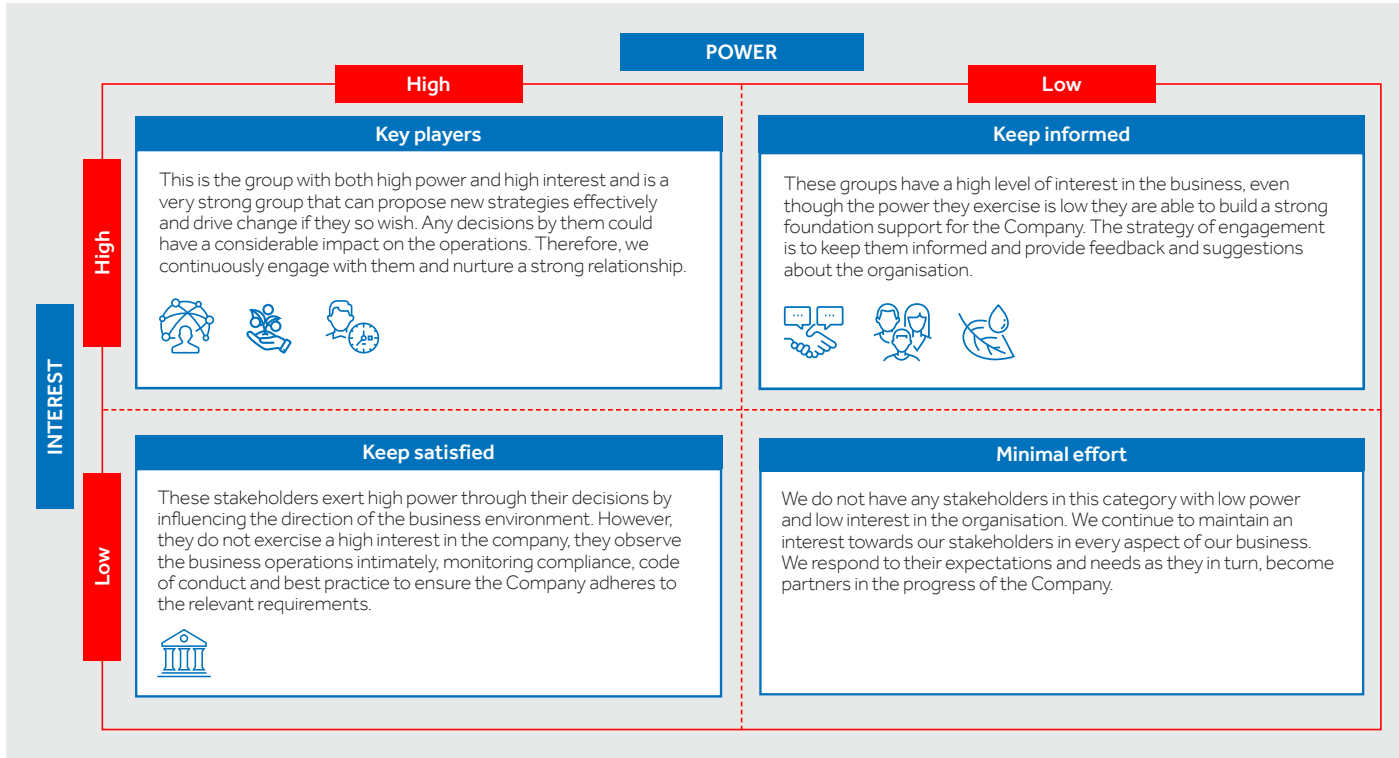 POWER
High
Low
INTEREST
High
Key players
This is the group with both high power and high interest and is a
very strong group that can propose new strategies effectively
and drive change if they so wish. Any decisions by them could
have a considerable impact on the operations. Therefore, we
continuously engage with them and nurture a strong relationship.
Keep informed
These groups have a high level of interest in the business, even
though the power they exercise is low they are able to build a strong
foundation support for the Company. The strategy of engagement
is to keep them informed and provide feedback and suggestions
about the organisation.
Low
Keep satisfied
These stakeholders exert high power through their decisions by
influencing the direction of the business environment. However,
they do not exercise a high interest in the company, they observe
the business operations intimately, monitoring compliance, code
of conduct and best practice to ensure the Company adheres to
the relevant requirements.
Minimal effort
We do not have any stakeholders in this category with low power
and low interest in the organisation. We continue to maintain an
interest towards our stakeholders in every aspect of our business.
We respond to their expectations and needs as they in turn, become
partners in the progress of the Company.